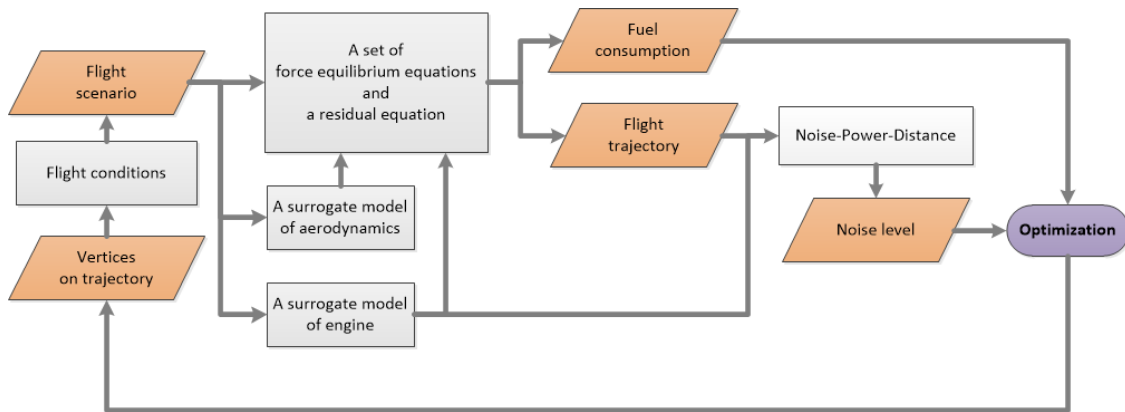 Flight
scenario
Flight conditions
Vertices
on trajectory
A set of
force equilibrium equations
and
a residual equation
A surrogate model
of aerodynamics
A surrogate model
of engine
Fuel
consumption
Flight
trajectory
Noise-Power-Distance
Noise level
Optimization